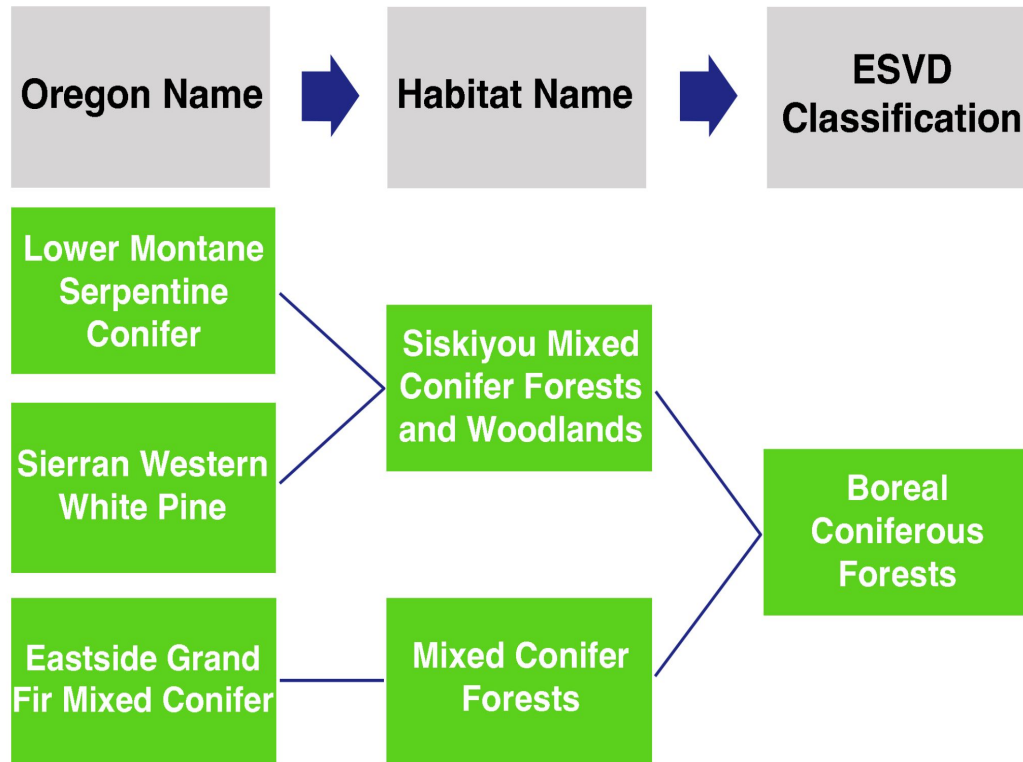 Oregon Name
Habitat Name
ESVD
Classification
Lower Montane
Serpentine
Conifer
Siskiyou Mixed
Conifer Forests
and Woodlands
Sierran Western
White Pine
Boreal
Coniferous
Forests
Eastside Grand
Fir Mixed Conifer
Mixed Conifer
Forests